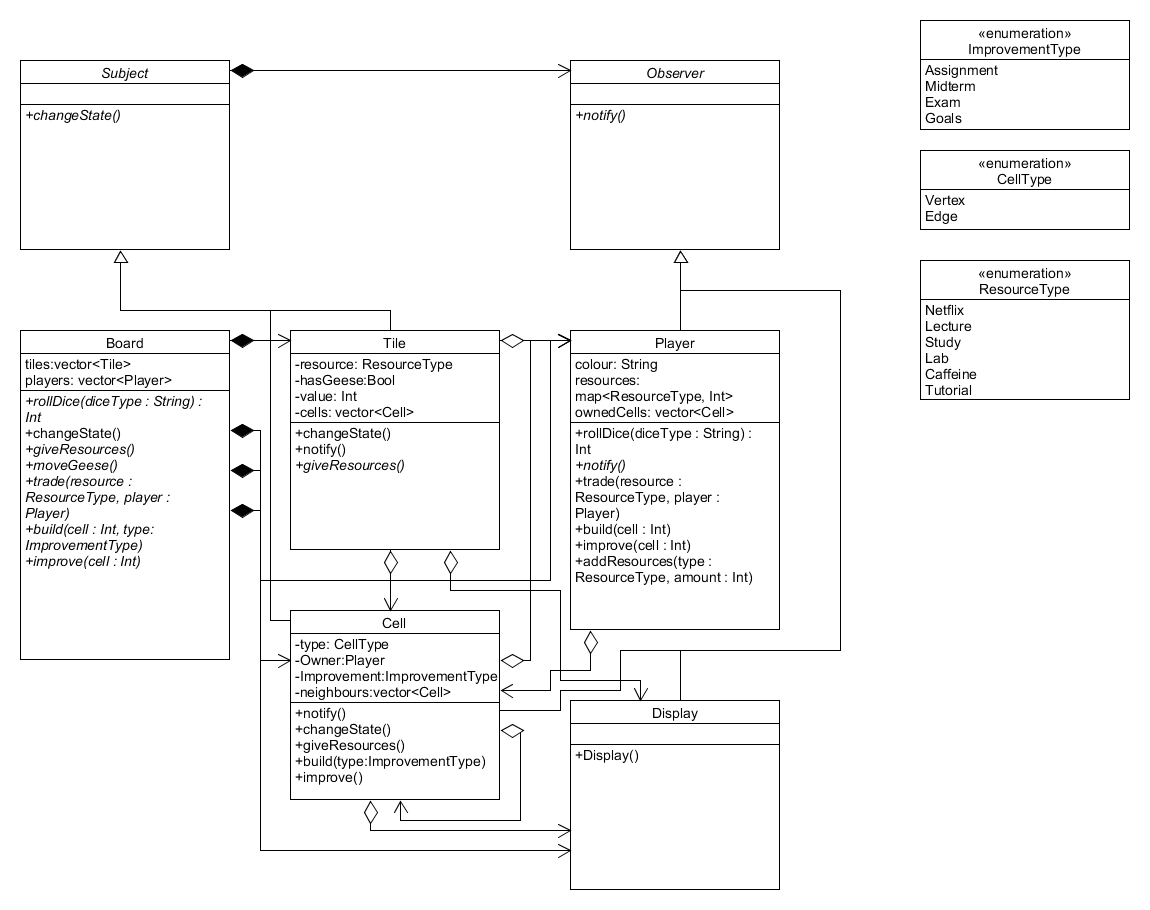 Subject
+changeState()
Observer
+notify()
«enumeration»
ImprovementType
Assignment
Midterm
Exam
Goals
«enumeration»
CellType
Vertex
Edge
«enumeration»
ResourceType
Netflix
Lecture
Study
Lab
Caffeine
Tutorial
Board
tiles:vector<Tile>
players: vector<Player>
+rollDice(diceType : String) :
Int
+changeState()
+giveResources()
+moveGeese()
+trade(resource :
ResourceType, player :
Player)
+build(cell : Int, type:
ImprovementType)
+improve(cell : Int)
Tile
-resource: ResourceType
-hasGeese:Bool
-value: Int
-cells: vector<Cell>
+changeState()
+notify()
+giveResources()
Player
colour: String
resources:
map<ResourceType, Int>
ownedCells: vector<Cell>
+rollDice(diceType : String) :
Int
+notify()
+trade(resource :
ResourceType, player :
Player)
+build(cell : Int)
+improve(cell : Int)
+addResources(type :
ResourceType, amount : Int)
Cell
-type: CellType
-Owner:Player
-Improvement:ImprovementType
-neighbours:vector<Cell>
+notify()
+changeState()
+giveResources()
+build(type:ImprovementType)
+improve()
Display
+Display()